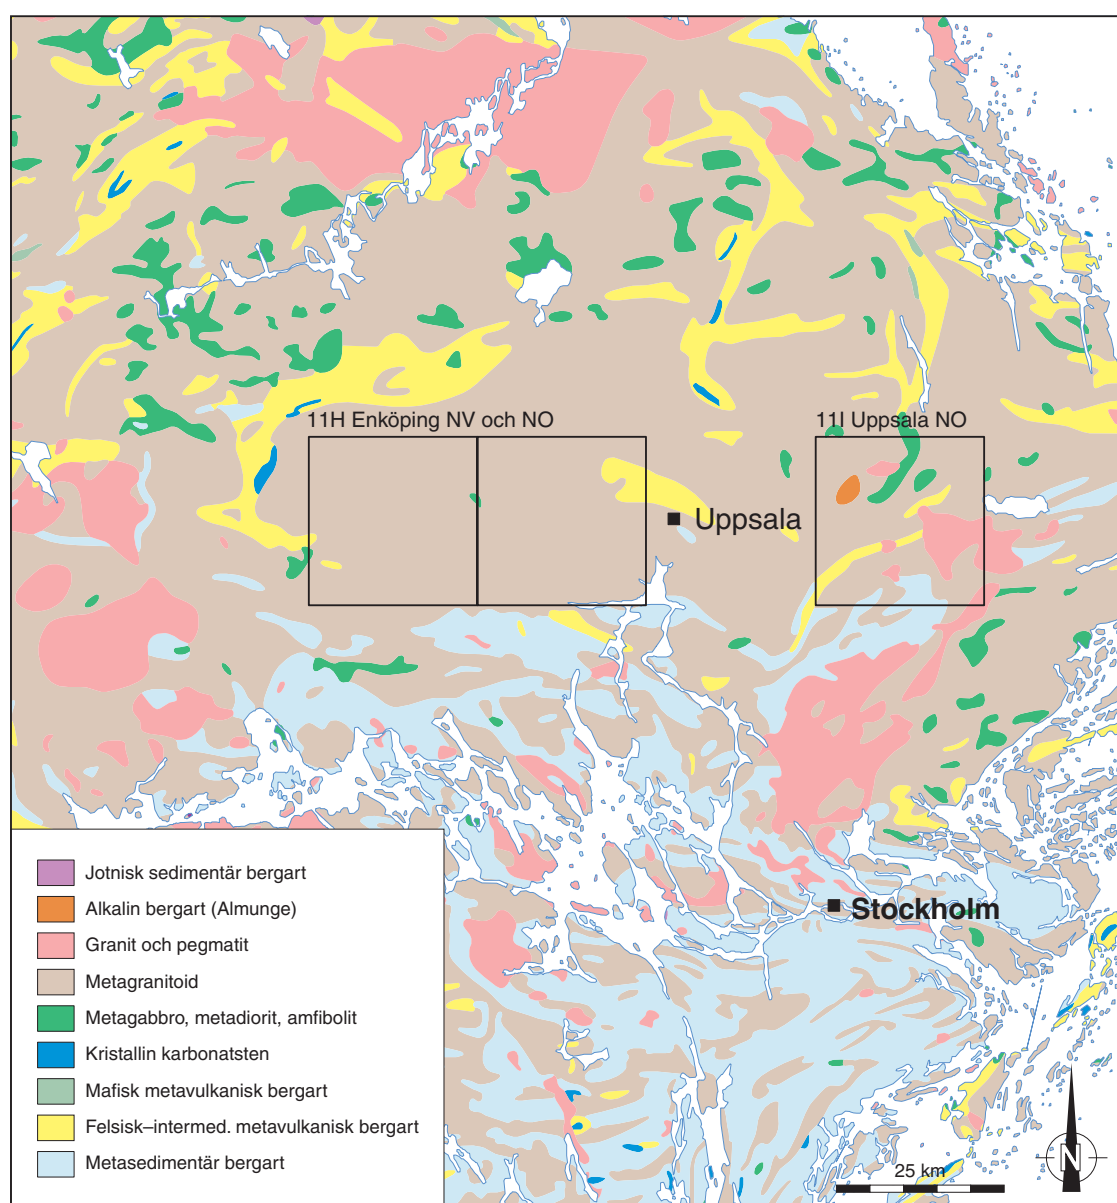 11H Enköping NV och NO
11I Uppsala NO
Uppsala
Stockholm
Jotnisk sedimentär bergart
Alkalin bergart (Almunge)
Granit och pegmatit
Metagranitoid
Metagabbro, metadiorit, amfibolit
Kristallin karbonatsten
Mafisk metavulkanisk bergart
Felsisk–intermed. metavulkanisk bergart
Metasedimentär bergart
25 km
N